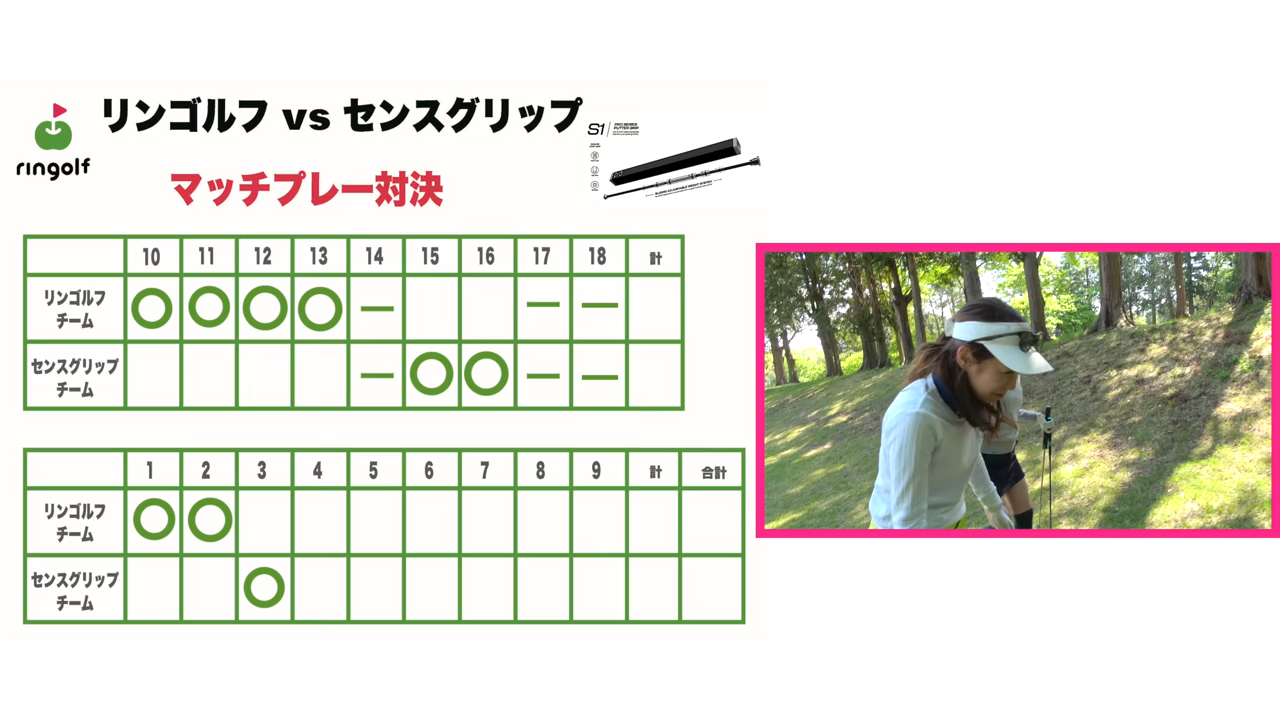 リンゴルフ vs センスグリップ
ringolf
マッチプレー対決
S1
PRO SERIES
PUTTER GRIP
10 11 12 13 14 15 16 17 18 計
リンゴルフ
チーム
センスグリップ
チーム
1 2 3 4 5 6 7 8 9 計 合計
リンゴルフ
チーム
センスグリップ
チーム